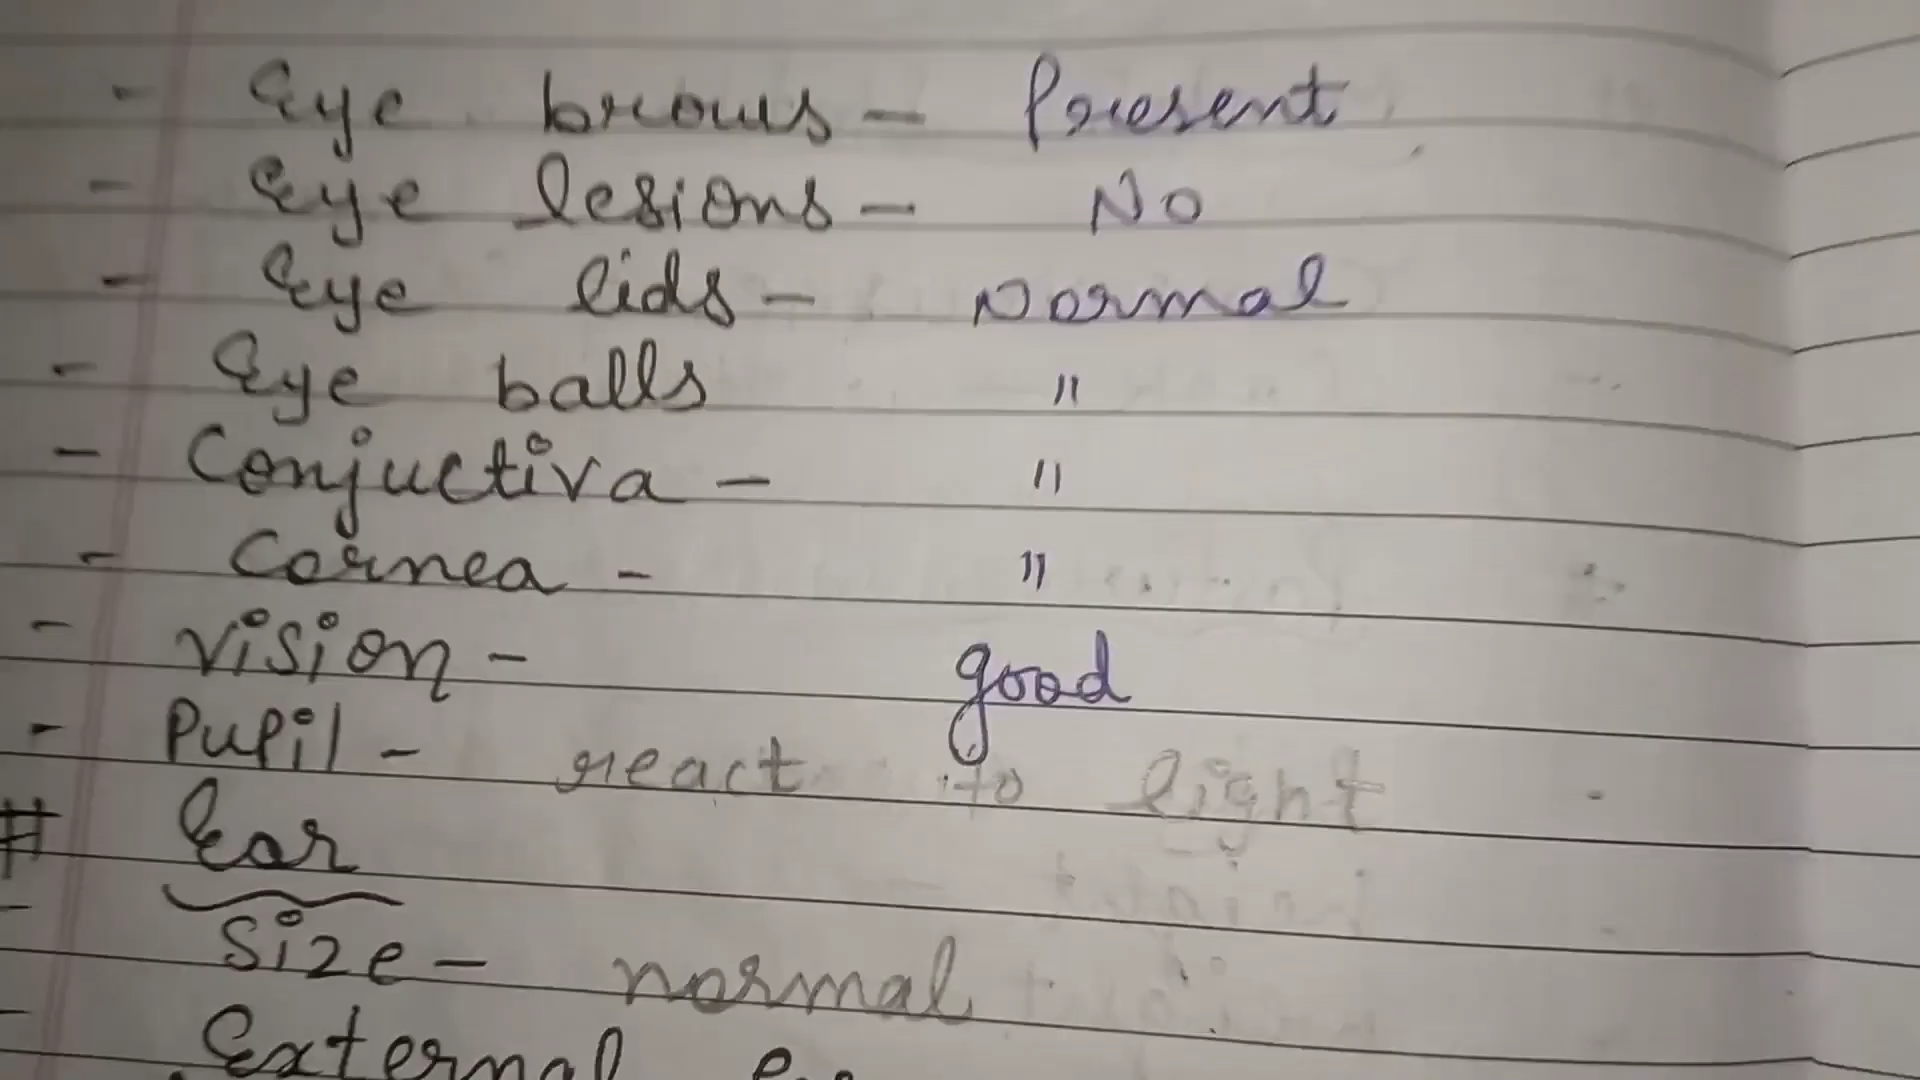 - Eye brows - Present
- Eye lesions - No
- Eye lids - Normal
- Eye balls "
- Conjuctiva - "
- Cornea - "
- Vision - good
- Pupil - react to light
# Ear
- Size - normal
- External